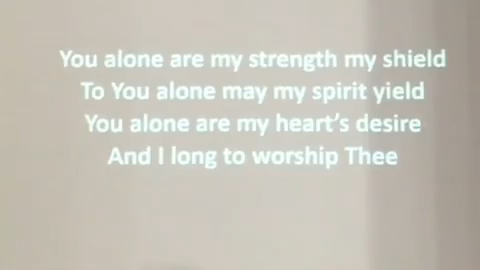 You alone are my strength my shield
To You alone may my spirit yield
You alone are my heart's desire
And I long to worship Thee